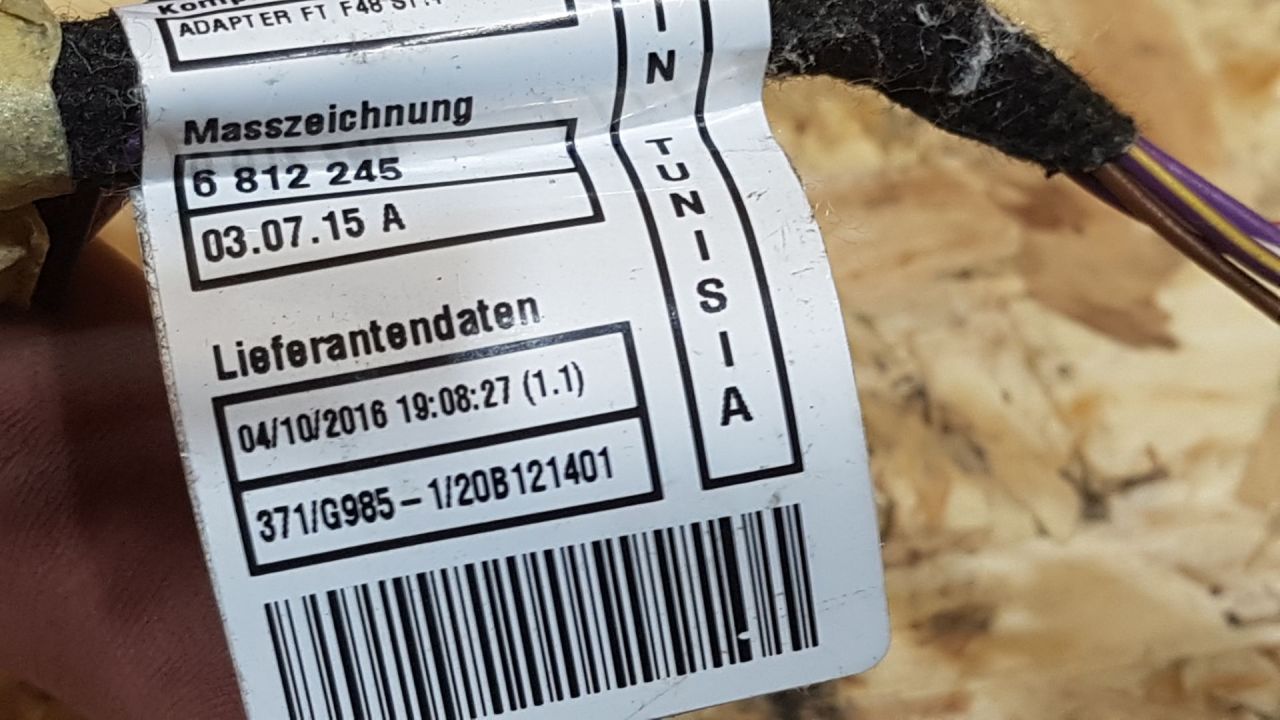 ADAPTER FT F48
Masszeichnung
6 812 245
03.07.15 A
Lieferantendaten
04/10/2016 19:08:27 (1.1)
371/G985-1/20B121401
IN TUNISIA